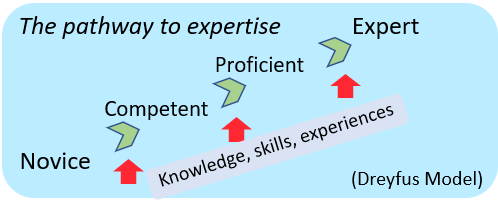 The pathway to expertise
Expert
Proficient
Competent
Novice
Knowledge, skills, experiences
(Dreyfus Model)